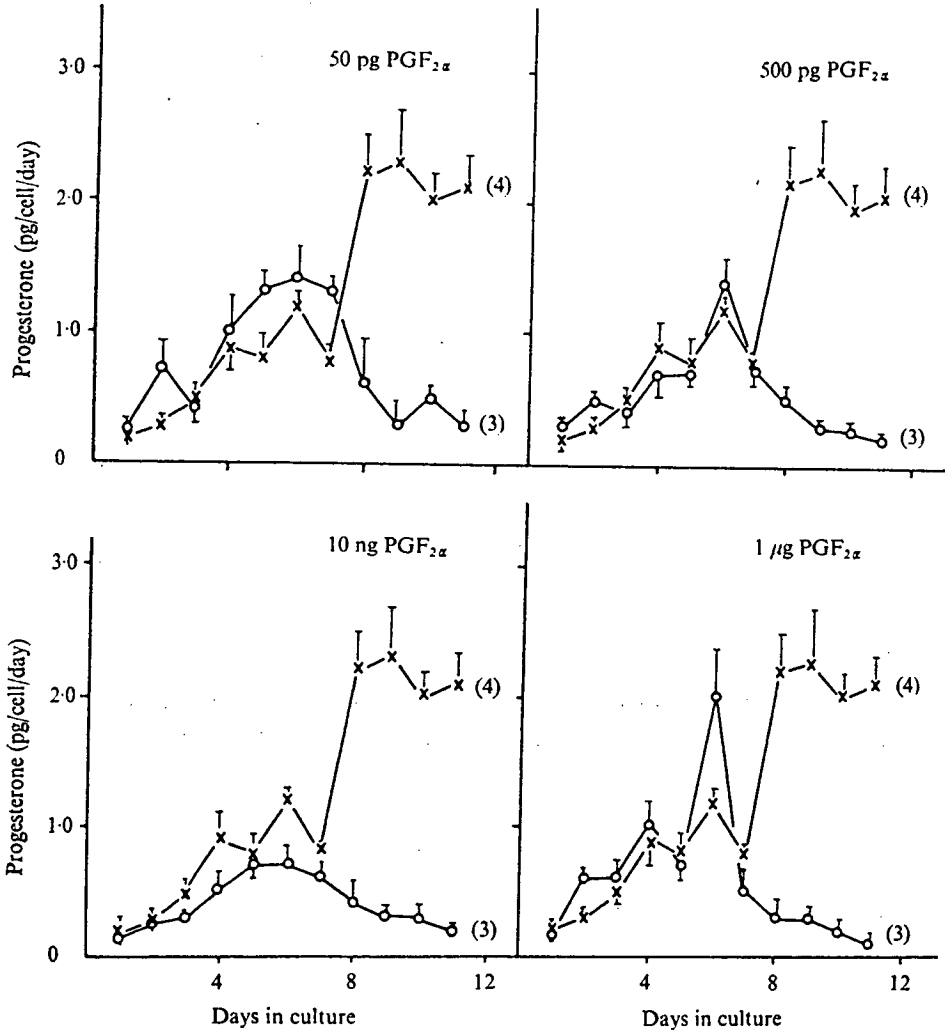 50 pg PGF2α
500 pg PGF2α
Progesterone (pg/cell/day)
3·0
2·0
1·0
0
(4)
(3)
(4)
(3)
10 ng PGF2α
1 μg PGF2α
Progesterone (pg/cell/day)
3·0
2·0
1·0
0
(4)
(3)
(4)
(3)
4
8
12
4
8
12
Days in culture
Days in culture